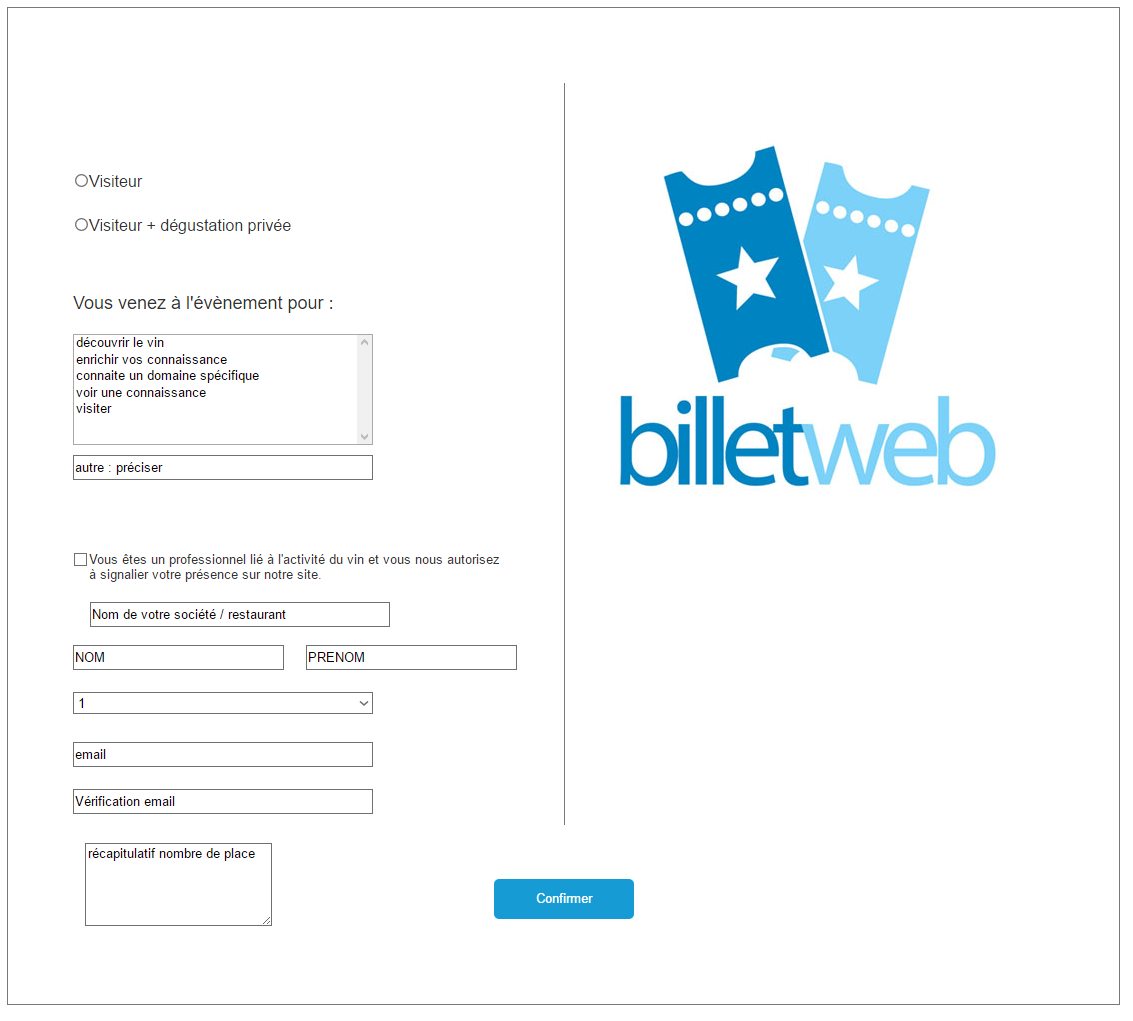 Visiteur
Visiteur + dégustation privée
Vous venez à l'évènement pour :
découvrir le vin
enrichir vos connaissance
connaite un domaine spécifique
voir une connaissance
visiter
autre : préciser
Vous êtes un professionnel lié à l'activité du vin et vous nous autorisez
à signalier votre présence sur notre site.
Nom de votre société / restaurant
NOM
PRENOM
1
email
Vérification email
récapitulatif nombre de place
Confirmer
billetweb